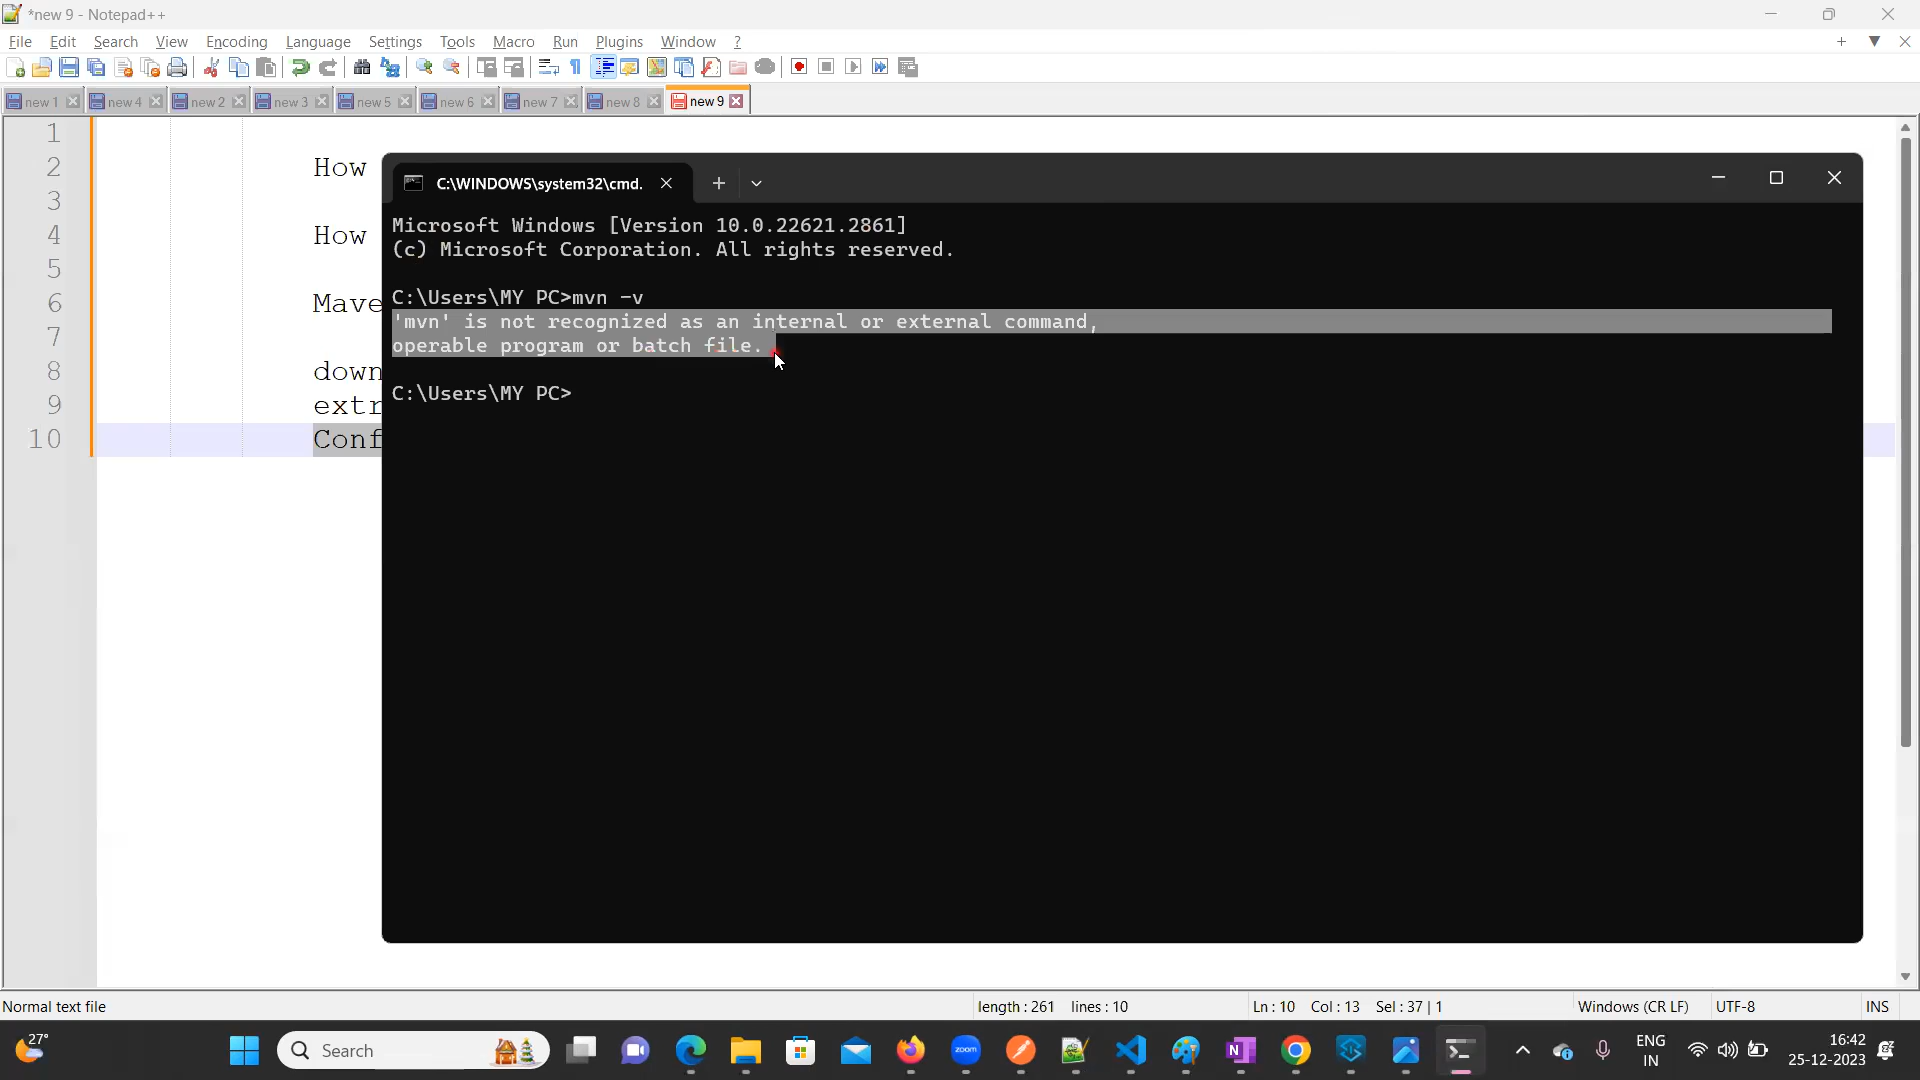 *new 9 - Notepad++
File Edit Search View Encoding Language Settings Tools Macro Run Plugins Window ?
new 1 new 4 new 2 new 3 new 5 new 6 new 7 new 8 new 9
1
2 How
3
4 How
5
6 Mave
7
8 down
9 extr
10 Conf
C:\WINDOWS\system32\cmd.
Microsoft Windows [Version 10.0.22621.2861]
(c) Microsoft Corporation. All rights reserved.
C:\Users\MY PC>mvn -v
'mvn' is not recognized as an internal or external command,
operable program or batch file.
C:\Users\MY PC>
Normal text file length : 261 lines : 10 Ln : 10 Col : 13 Sel : 37 | 1 Windows (CR LF) UTF-8 INS
27° Search zoom ENG IN 16:42
25-12-2023